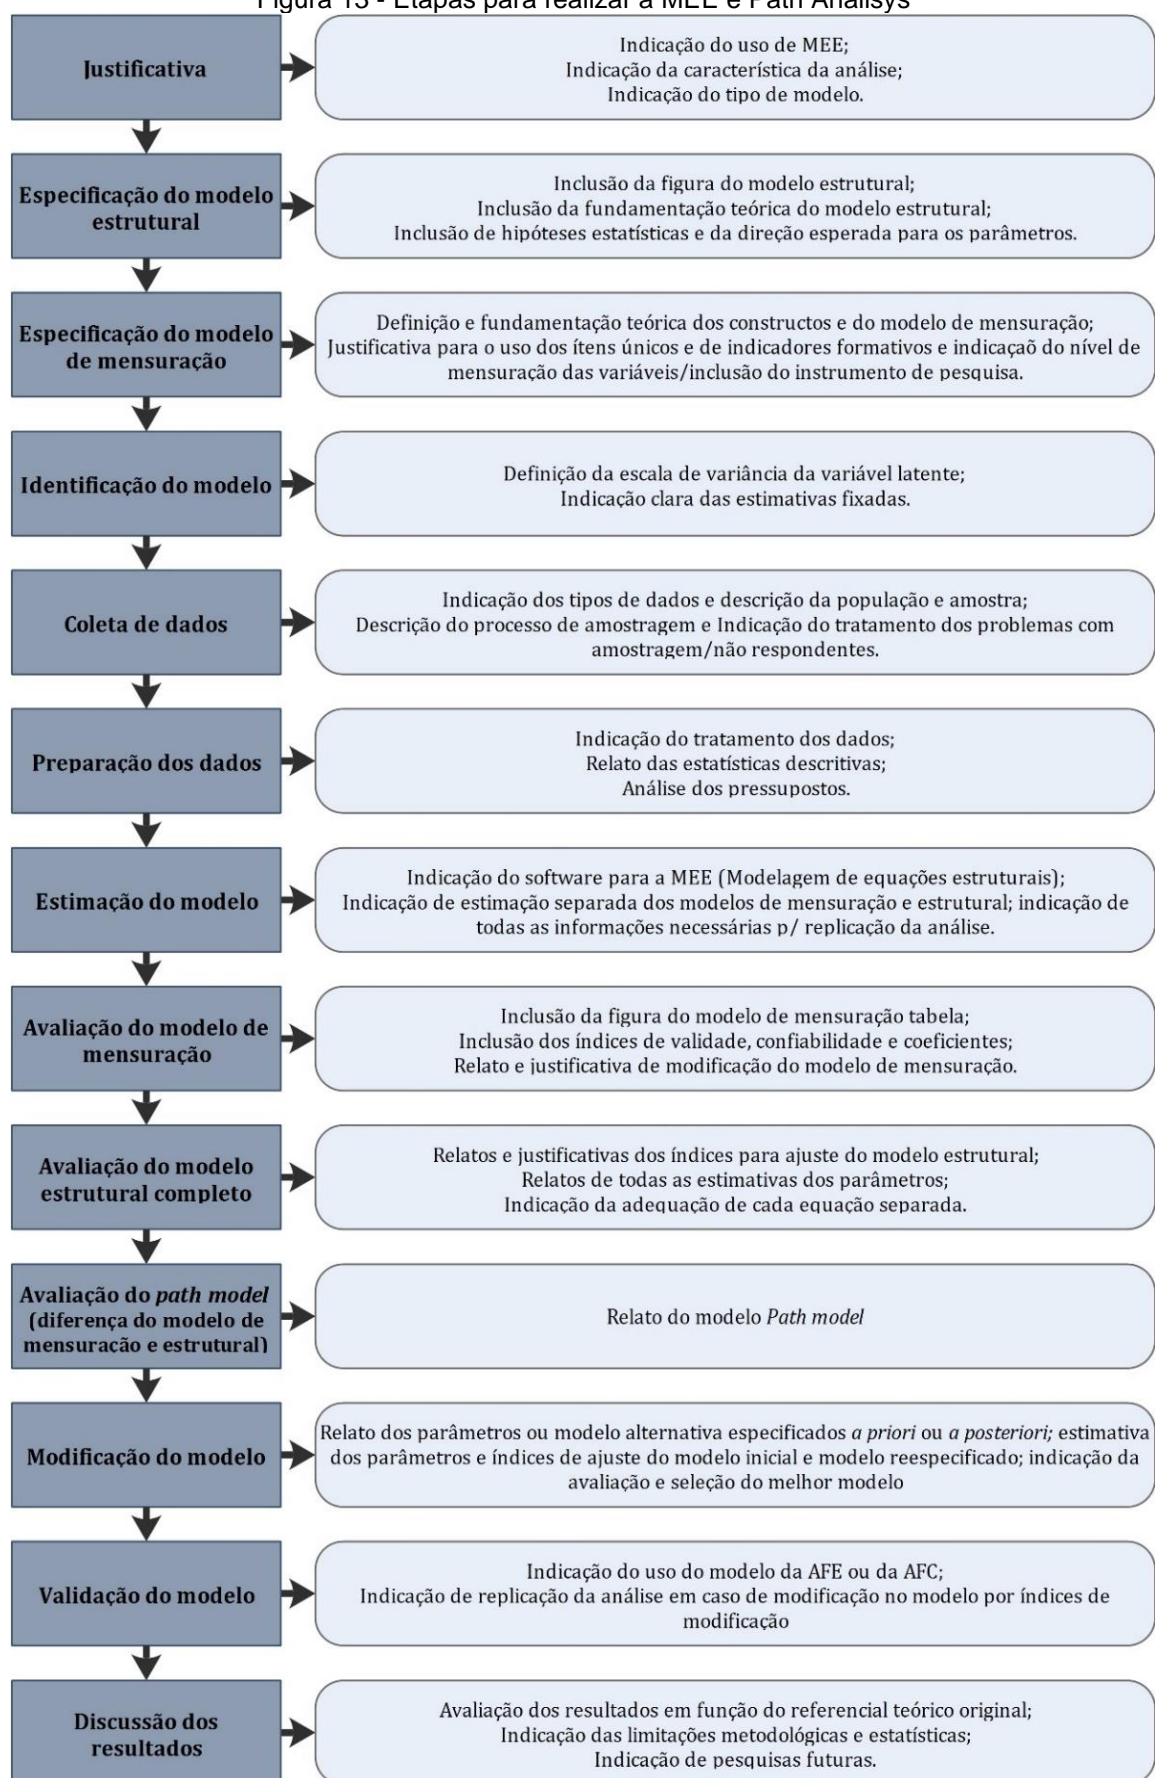 Figura 13 - Etapas para realizar a MEE e Path Analisys
Justificativa
Indicação do uso de MEE;
Indicação da característica da análise;
Indicação do tipo de modelo.
Especificação do modelo
estrutural
Inclusão da figura do modelo estrutural;
Inclusão da fundamentação teórica do modelo estrutural;
Inclusão de hipóteses estatísticas e da direção esperada para os parâmetros.
Especificação do modelo
de mensuração
Definição e fundamentação teórica dos constructos e do modelo de mensuração;
Justificativa para o uso dos ítens únicos e de indicadores formativos e indicaçaõ do nível de
mensuração das variáveis/inclusão do instrumento de pesquisa.
Identificação do modelo
Definição da escala de variância da variável latente;
Indicação clara das estimativas fixadas.
Coleta de dados
Indicação dos tipos de dados e descrição da população e amostra;
Descrição do processo de amostragem e Indicação do tratamento dos problemas com
amostragem/não respondentes.
Preparação dos dados
Indicação do tratamento dos dados;
Relato das estatísticas descritivas;
Análise dos pressupostos.
Estimação do modelo
Indicação do software para a MEE (Modelagem de equações estruturais);
Indicação de estimação separada dos modelos de mensuração e estrutural; indicação de
todas as informações necessárias p/ replicação da análise.
Avaliação do modelo de
mensuração
Inclusão da figura do modelo de mensuração tabela;
Inclusão dos índices de validade, confiabilidade e coeficientes;
Relato e justificativa de modificação do modelo de mensuração.
Avaliação do modelo
estrutural completo
Relatos e justificativas dos índices para ajuste do modelo estrutural;
Relatos de todas as estimativas dos parâmetros;
Indicação da adequação de cada equação separada.
Avaliação do path model
(diferença do modelo de
mensuração e estrutural)
Relato do modelo Path model
Modificação do modelo
Relato dos parâmetros ou modelo alternativa especificados a priori ou a posteriori; estimativa
dos parâmetros e índices de ajuste do modelo inicial e modelo reespecificado; indicação da
avaliação e seleção do melhor modelo
Validação do modelo
Indicação do uso do modelo da AFE ou da AFC;
Indicação de replicação da análise em caso de modificação no modelo por índices de
modificação
Discussão dos
resultados
Avaliação dos resultados em função do referencial teórico original;
Indicação das limitações metodológicas e estatísticas;
Indicação de pesquisas futuras.